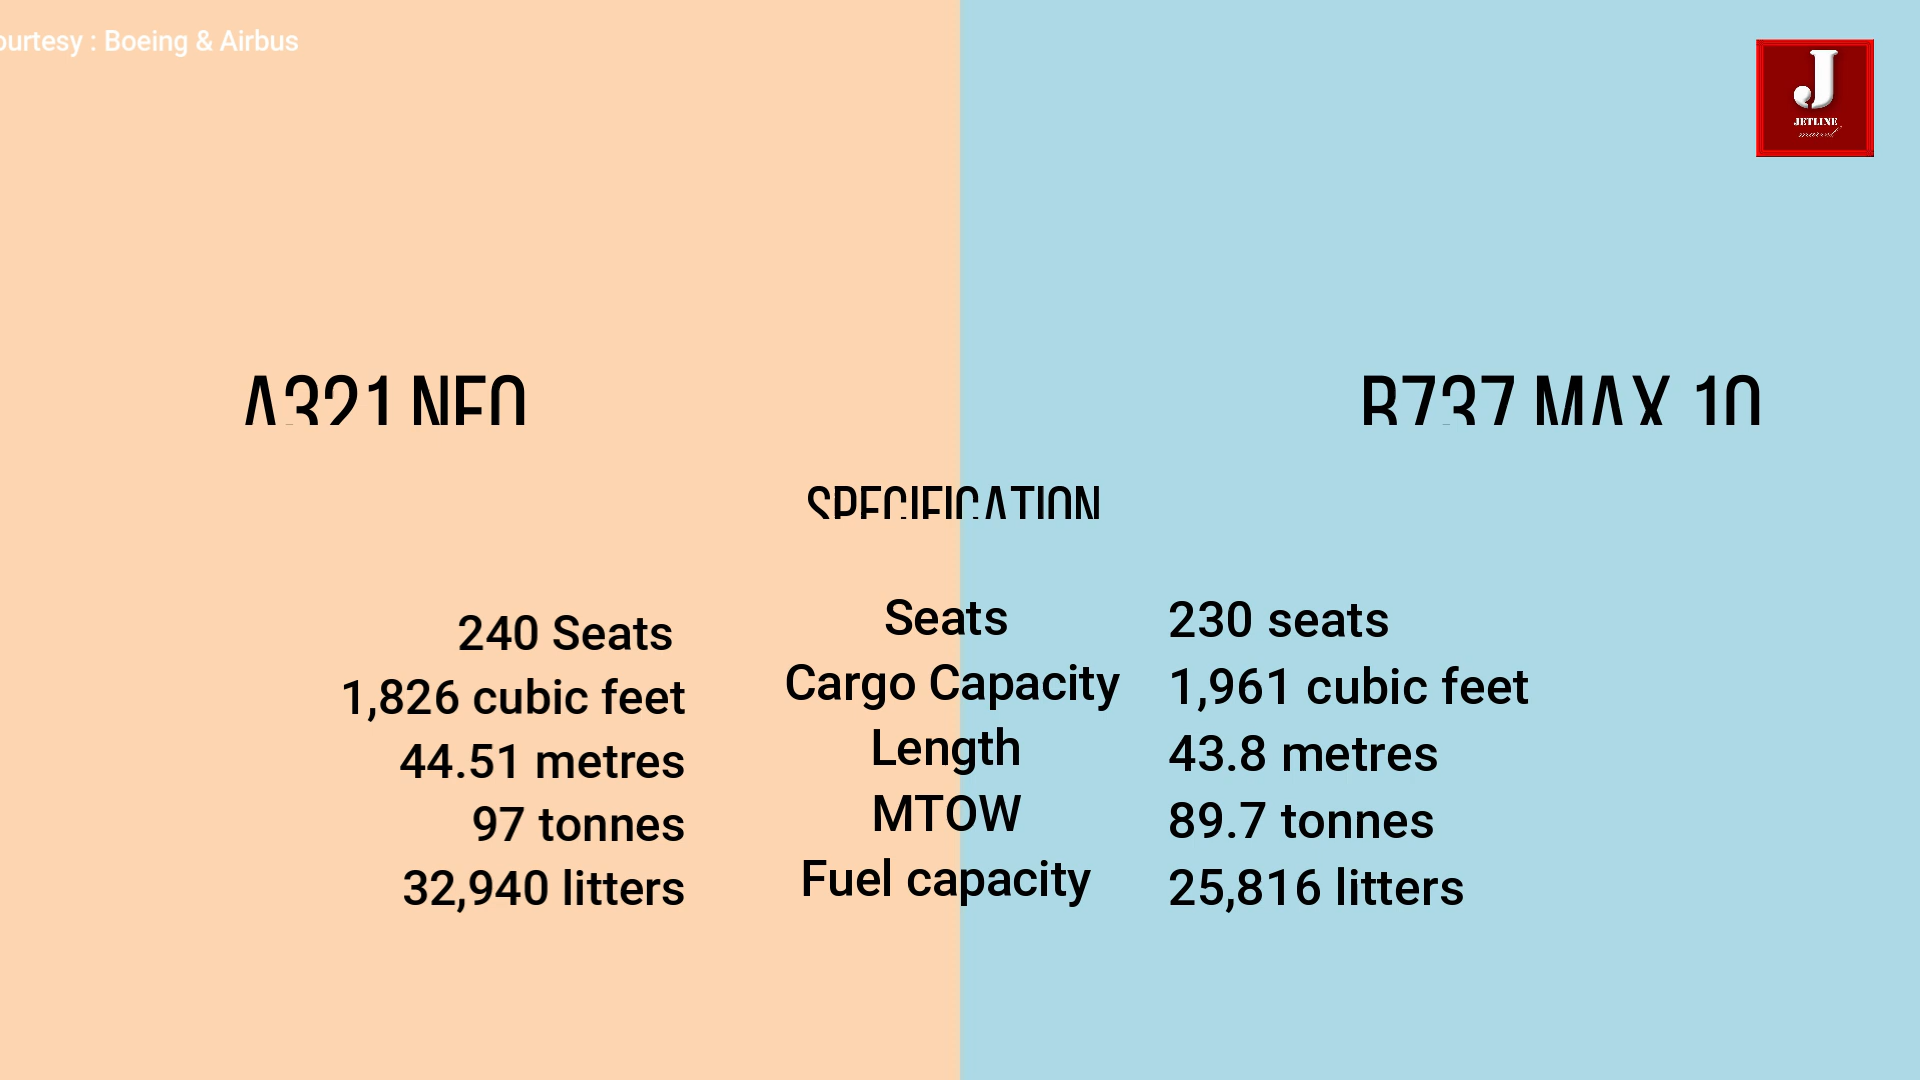 ourtesy : Boeing & Airbus
J
JETLINE
A321 NEO
B737 MAX 10
SPECIFICATION
240 Seats
Seats
230 seats
1,826 cubic feet
Cargo Capacity
1,961 cubic feet
44.51 metres
Length
43.8 metres
97 tonnes
MTOW
89.7 tonnes
32,940 litters
Fuel capacity
25,816 litters